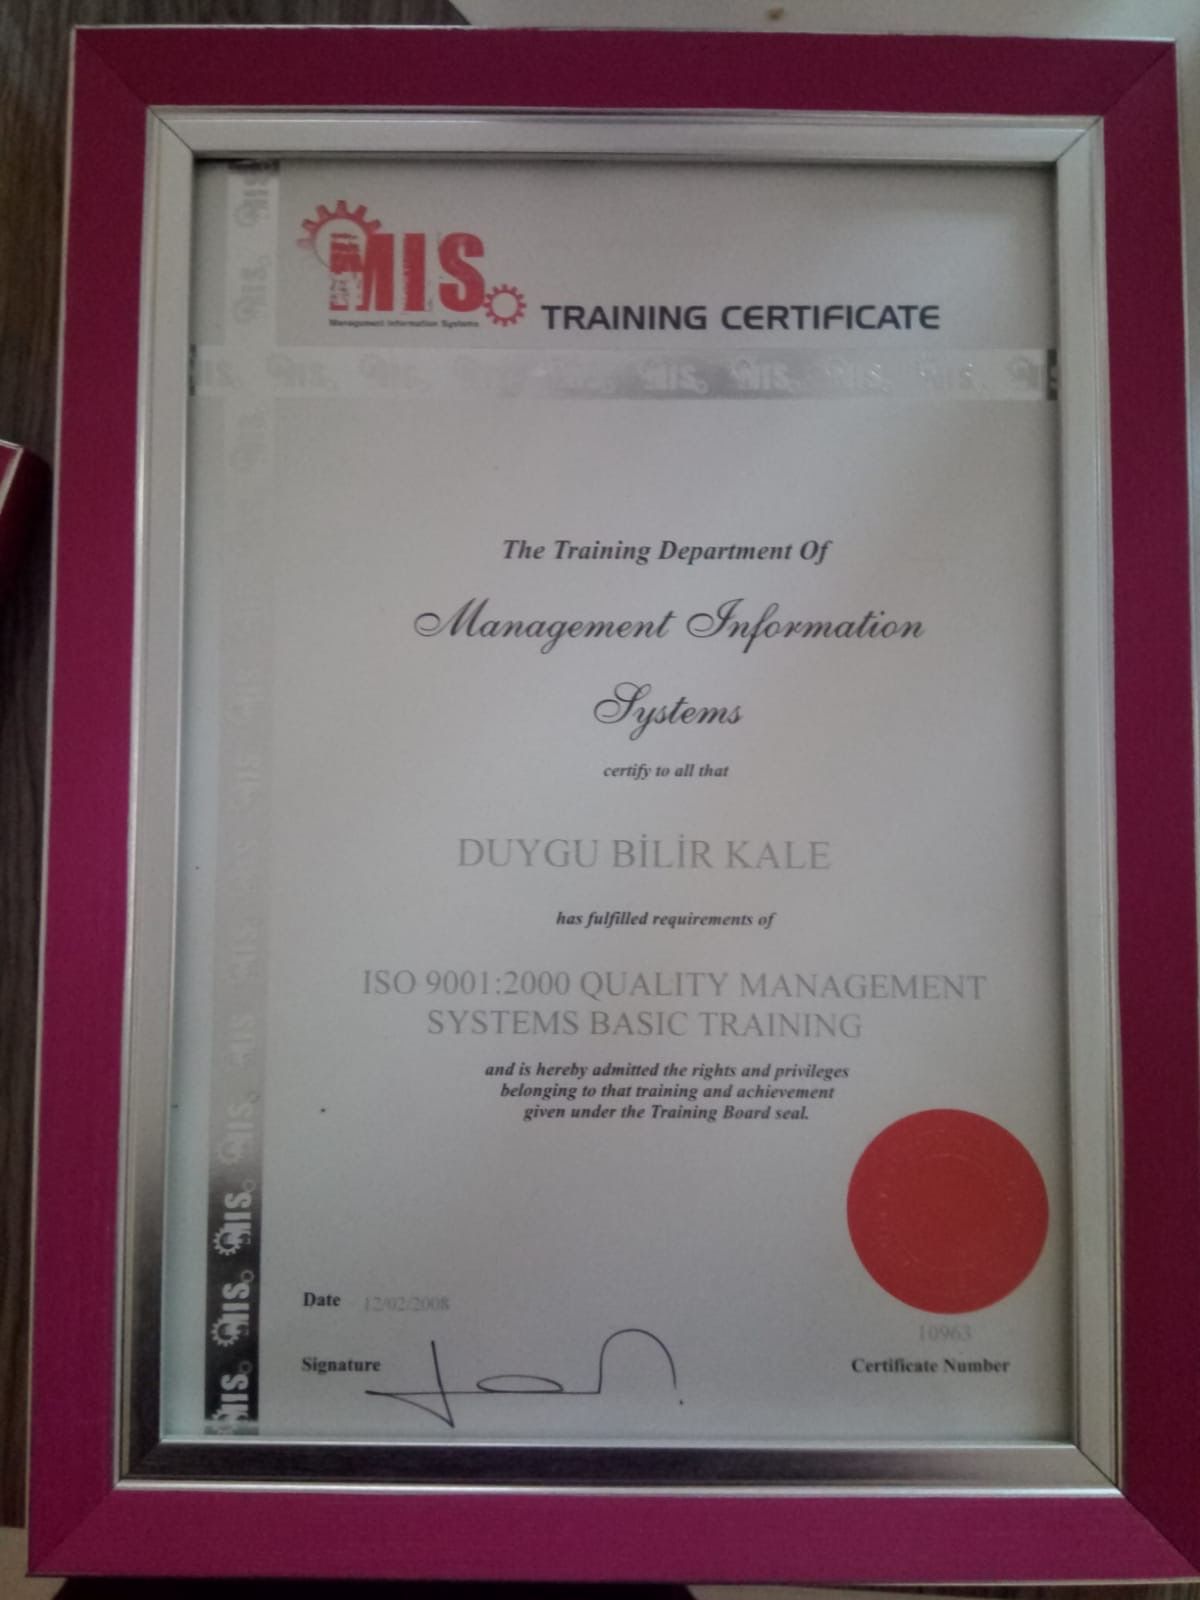 MIS
Management Information Systems
TRAINING CERTIFICATE
The Training Department Of
Management Information
Systems
certify to all that
DUYGU BİLİR KALE
has fulfilled requirements of
ISO 9001:2000 QUALITY MANAGEMENT
SYSTEMS BASIC TRAINING
and is hereby admitted the rights and privileges
belonging to that training and achievement
given under the Training Board seal.
Date 12/02/2008
10963
Signature
Certificate Number
MIS
MIS
MIS